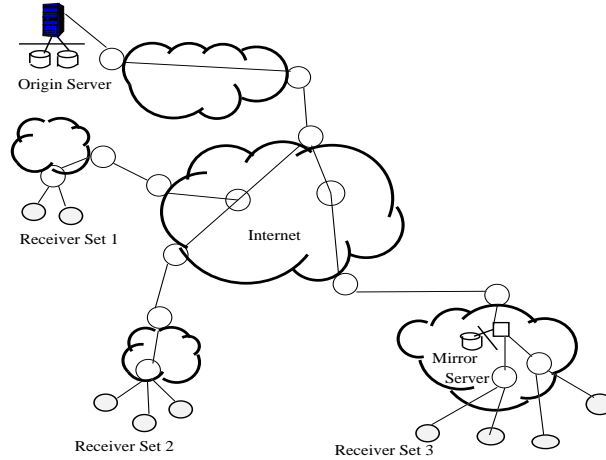 Origin Server
Receiver Set 1
Internet
Mirror
Server
Receiver Set 2
Receiver Set 3